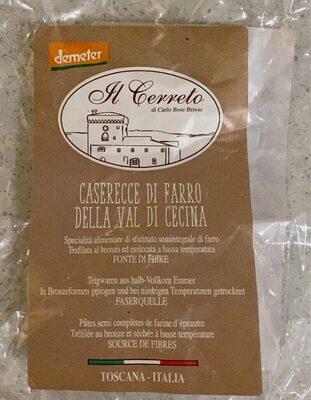 demeter
Il Cerreto
di Carlo Boni Brivio
CASERECCE DI FARRO
DELLA VAL DI CECINA
Specialità alimentare di sfarinato semintegrale di farro
Trafilata al bronzo ed essiccata a bassa temperatura
FONTE DI FIBRE
Teigwaren aus halb-Vollkorn Emmer
In Bronzeformen gezogen und bei niedrigen Temperaturen getrocknet
FASERQUELLE
Pâtes semi complètes de farine d'épeautre
Tréfilée au bronze et séchée à basse température
SOURCE DE FIBRES
TOSCANA - ITALIA